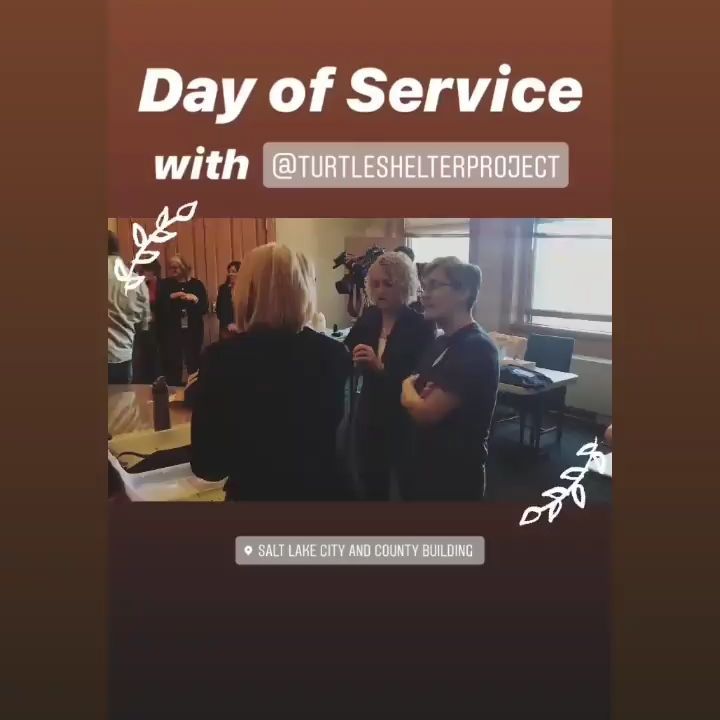 Day of Service
with @TURTLESHELTERPROJECT
SALT LAKE CITY AND COUNTY BUILDING